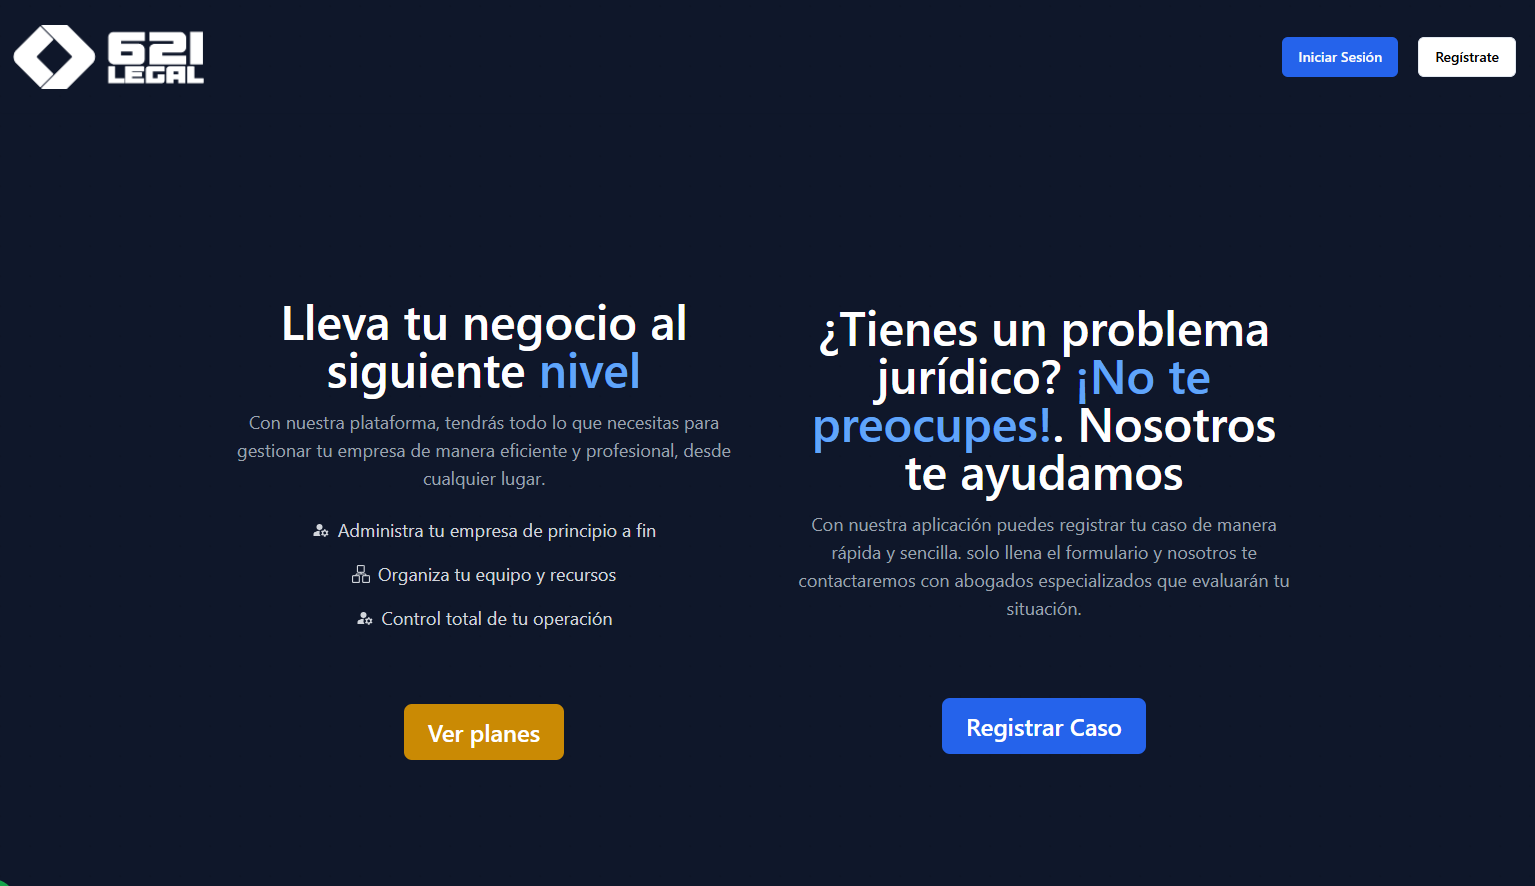 621
LEGAL
Iniciar Sesión
Regístrate
Lleva tu negocio al
siguiente nivel
Con nuestra plataforma, tendrás todo lo que necesitas para
gestionar tu empresa de manera eficiente y profesional, desde
cualquier lugar.
Administra tu empresa de principio a fin
Organiza tu equipo y recursos
Control total de tu operación
Ver planes
¿Tienes un problema
jurídico? ¡No te
preocupes!. Nosotros
te ayudamos
Con nuestra aplicación puedes registrar tu caso de manera
rápida y sencilla. solo llena el formulario y nosotros te
contactaremos con abogados especializados que evaluarán tu
situación.
Registrar Caso